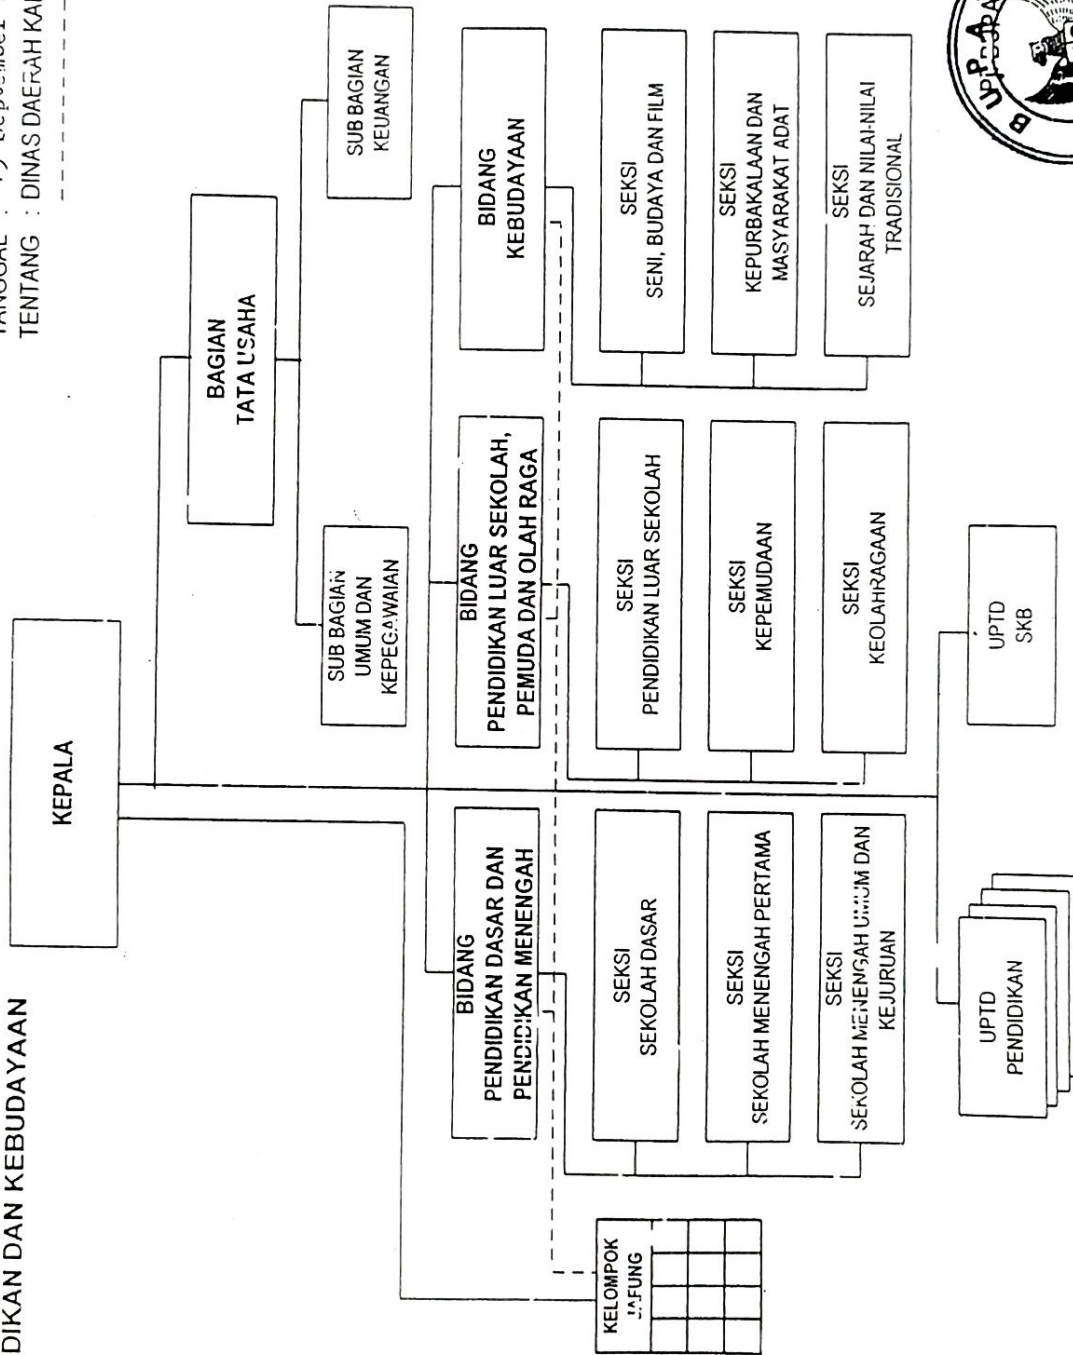 DIKAN DAN KEBUDAYAAN
TENTANG : DINAS DAERAH
KEPALA
BAGIAN
TATA USAHA
SUB BAGIAN
UMUM DAN
KEPEGAWAIAN
SUB BAGIAN
KEUANGAN
BIDANG
PENDIDIKAN DASAR DAN
PENDIDIKAN MENENGAH
BIDANG
PENDIDIKAN LUAR SEKOLAH,
PEMUDA DAN OLAH RAGA
BIDANG
KEBUDAYAAN
KELOMPOK
JAFUNG
SEKSI
SEKOLAH DASAR
SEKSI
SEKOLAH MENENGAH PERTAMA
SEKSI
SEKOLAH MENENGAH UMUM DAN
KEJURUAN
SEKSI
PENDIDIKAN LUAR SEKOLAH
SEKSI
KEPEMUDAAN
SEKSI
KEOLAHRAGAAN
SEKSI
SENI, BUDAYA DAN FILM
SEKSI
KEPURBAKALAAN DAN
MASYARAKAT ADAT
SEKSI
SEJARAH DAN NILAI-NILAI
TRADISIONAL
UPTD
PENDIDIKAN
UPTD
SKB
BUPA